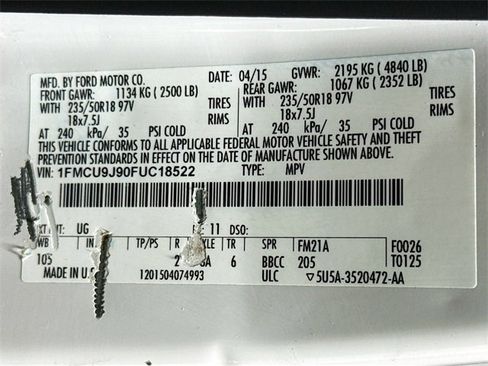 MFD. BY FORD MOTOR CO. DATE: 04/15 GVWR: 2195 KG ( 4840 LB)
FRONT GAWR: 1134 KG ( 2500 LB) REAR GAWR: 1067 KG ( 2352 LB)
WITH TIRES WITH TIRES
235/50R18 97V 235/50R18 97V
18x7.5J RIMS 18x7.5J RIMS
AT 240 kPa/ 35 PSI COLD AT 240 kPa/ 35 PSI COLD
THIS VEHICLE CONFORMS TO ALL APPLICABLE FEDERAL MOTOR VEHICLE SAFETY AND THEFT
PREVENTION STANDARDS IN EFFECT ON THE DATE OF MANUFACTURE SHOWN ABOVE.
VIN: 1FMCU9J90FUC18522 TYPE: MPV
UG 11 DSO:
WB TP/PS R TR SPR FM21A F0026
105 2 6 BBCC 205 T0125
MADE IN 1201504074993 ULC ▽5U5A-3520472-AA